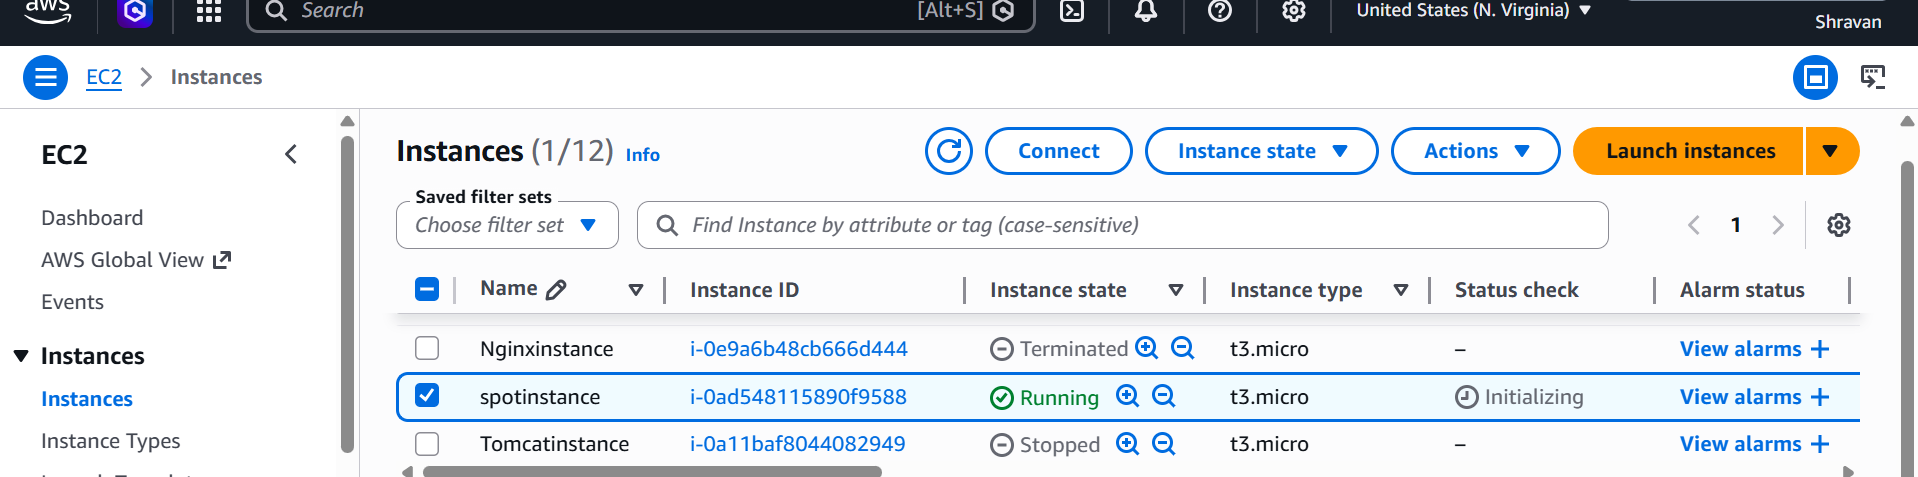 aws
Search [Alt+S]
United States (N. Virginia)
Shravan
EC2 Instances
EC2
Dashboard
AWS Global View
Events
Instances
Instances
Instance Types
Instances (1/12) Info
Connect
Instance state
Actions
Launch instances
Saved filter sets
Choose filter set
Find Instance by attribute or tag (case-sensitive)
1
Name Instance ID Instance state Instance type Status check Alarm status
Nginxinstance i-0e9a6b48cb666d444 Terminated t3.micro – View alarms +
spotinstance i-0ad548115890f9588 Running t3.micro Initializing View alarms +
Tomcatinstance i-0a11baf8044082949 Stopped t3.micro – View alarms +